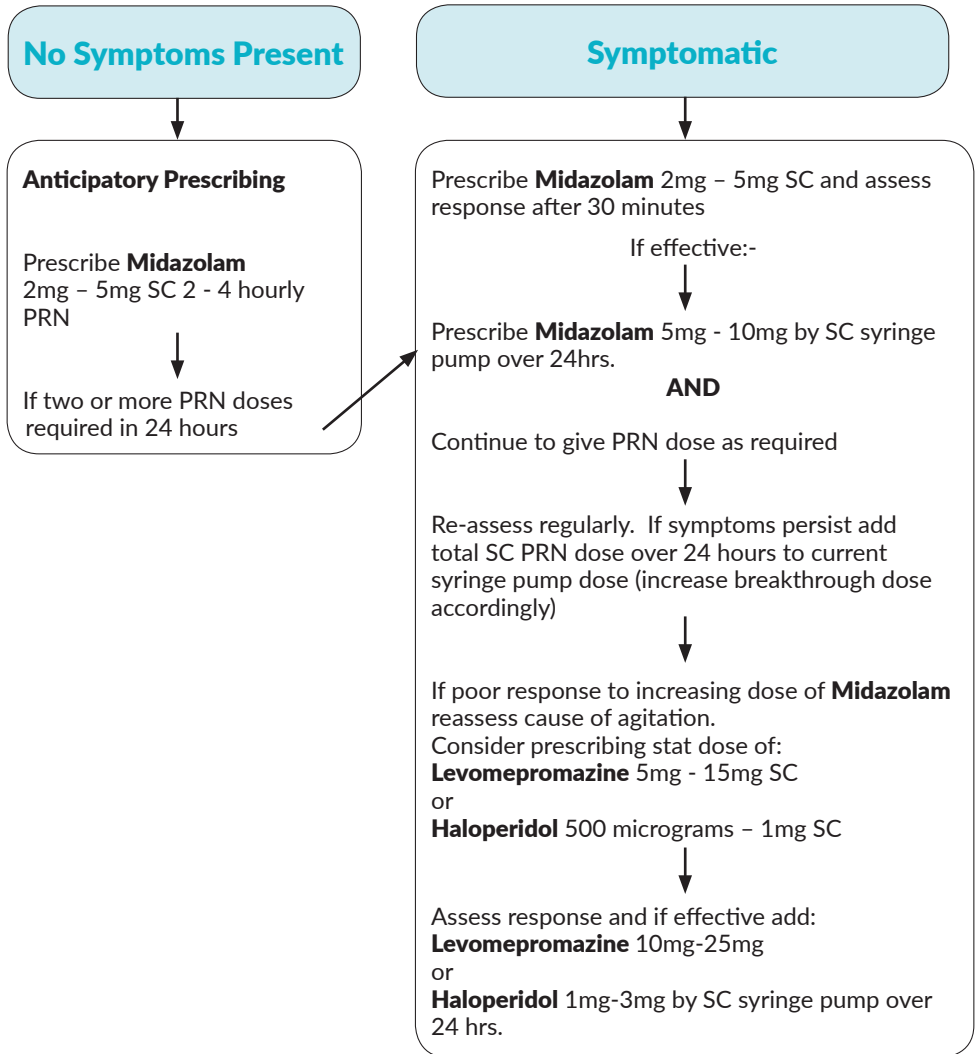 No Symptoms Present
Anticipatory Prescribing
Prescribe Midazolam
2mg – 5mg SC 2 - 4 hourly
PRN
If two or more PRN doses
required in 24 hours
Symptomatic
Prescribe Midazolam 2mg – 5mg SC and assess
response after 30 minutes
If effective:-
Prescribe Midazolam 5mg - 10mg by SC syringe
pump over 24hrs.
AND
Continue to give PRN dose as required
Re-assess regularly. If symptoms persist add
total SC PRN dose over 24 hours to current
syringe pump dose (increase breakthrough dose
accordingly)
If poor response to increasing dose of Midazolam
reassess cause of agitation.
Consider prescribing stat dose of:
Levomepromazine 5mg - 15mg SC
or
Haloperidol 500 micrograms – 1mg SC
Assess response and if effective add:
Levomepromazine 10mg-25mg
or
Haloperidol 1mg-3mg by SC syringe pump over
24 hrs.